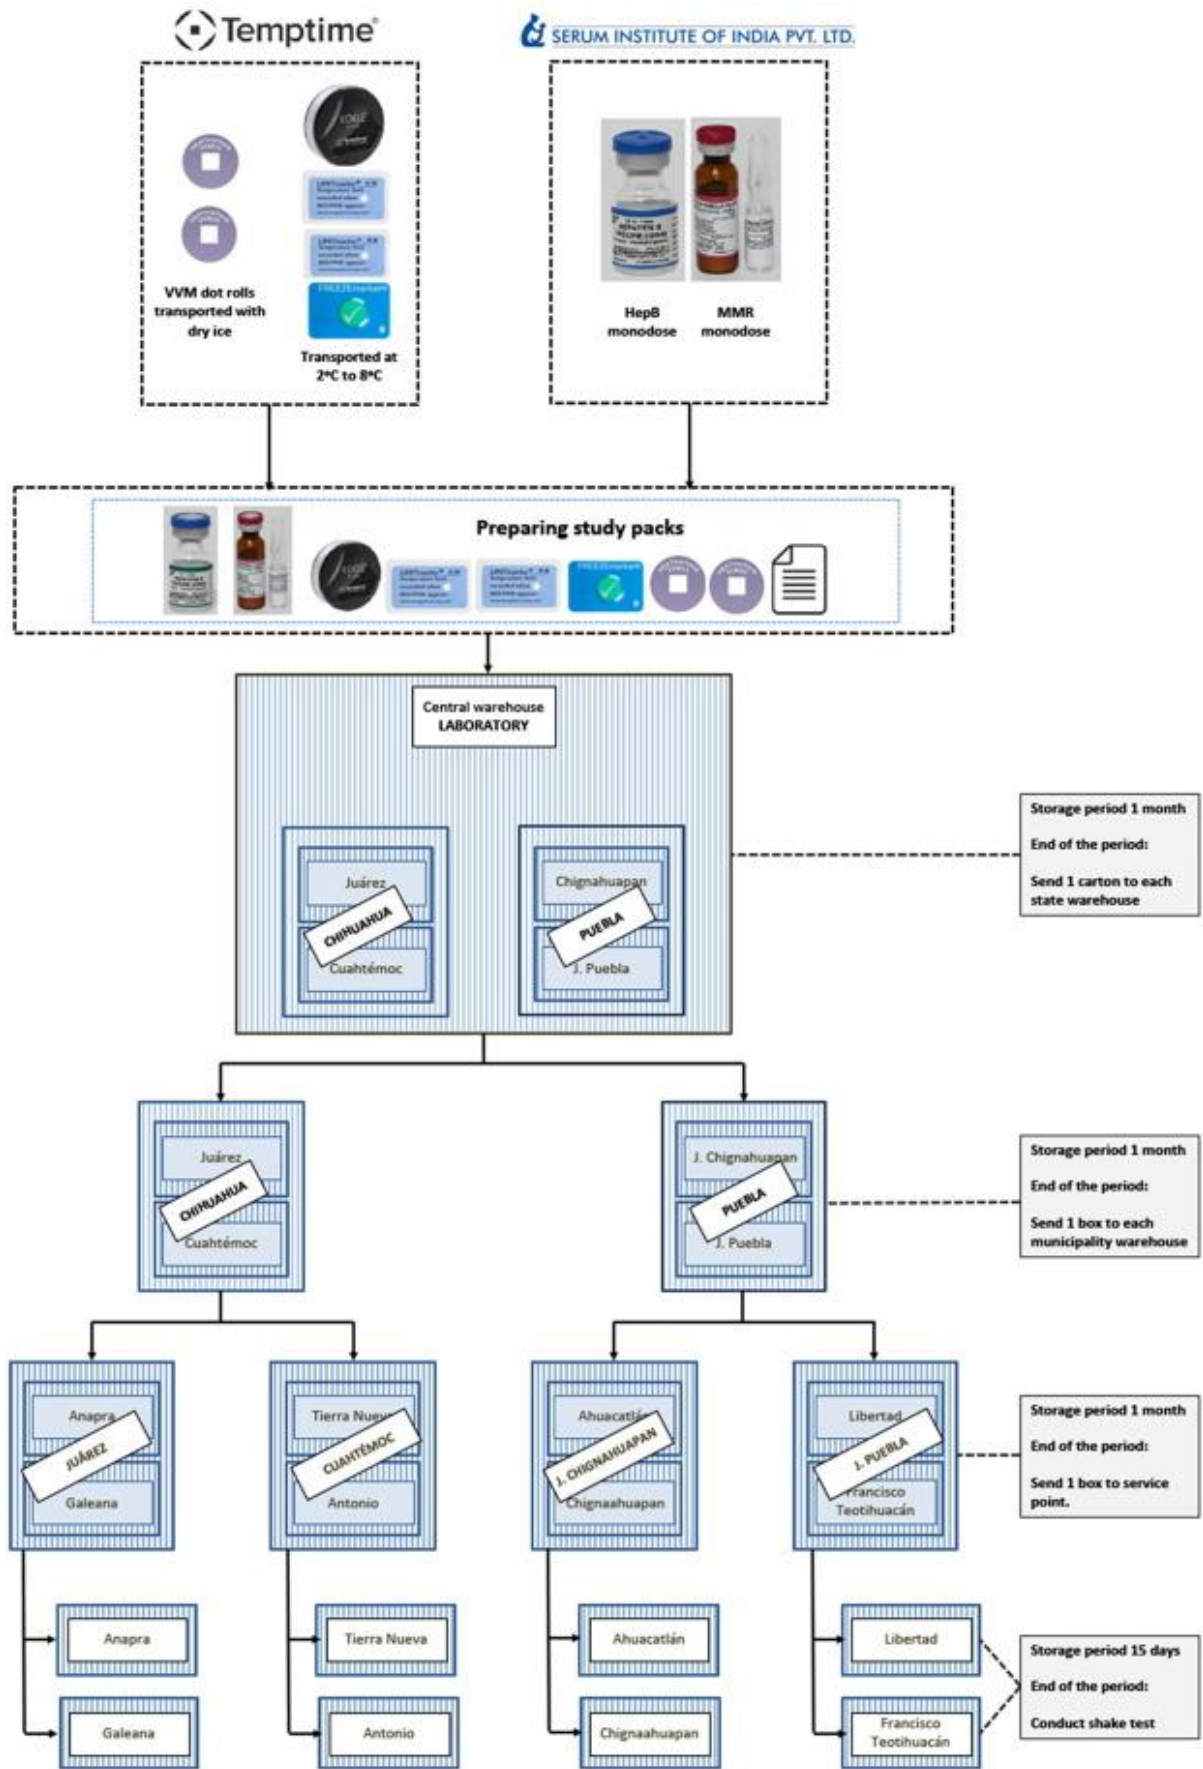 Temptime®
SERUM INSTITUTE OF INDIA PVT. LTD.
VVM dot rolls
transported with
dry ice
Transported at
2ºC to 8ºC
HepB
monodose
MMR
monodose
Preparing study packs
Central warehouse
LABORATORY
Juárez
CHIHUAHUA
Cuahtémoc
Chignahuapan
PUEBLA
J. Puebla
Storage period 1 month
End of the period:
Send 1 carton to each
state warehouse
Juárez
CHIHUAHUA
Cuahtémoc
J. Chignahuapan
PUEBLA
J. Puebla
Storage period 1 month
End of the period:
Send 1 box to each
municipality warehouse
Anapra
JUÁREZ
Galeana
Tierra Nueva
CUAHTÉMOC
Antonio
Ahuacatlán
J. CHIGNAHUAPAN
Chignaahuapan
Libertad
J. PUEBLA
Francisco
Teotihuacán
Storage period 1 month
End of the period:
Send 1 box to service
point.
Anapra
Tierra Nueva
Ahuacatlán
Libertad
Galeana
Antonio
Chignaahuapan
Francisco
Teotihuacán
Storage period 15 days
End of the period:
Conduct shake test